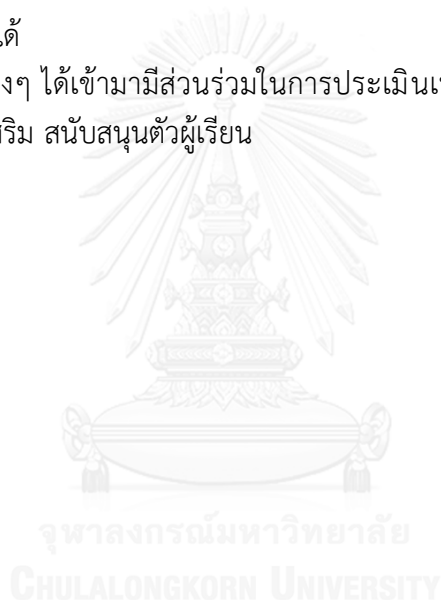 ด้
งๆ ได้เข้ามามีส่วนร่วมในการประเมินเ
ริม สนับสนุนตัวผู้เรียน
จุฬาลงกรณ์มหาวิทยาลัย
CHULALONGKORN UNIVERSITY